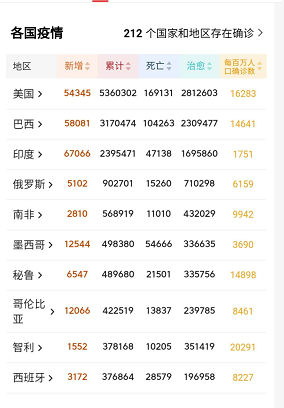 各国疫情 212 个国家和地区存在确诊 >
地区 新增 累计 死亡 治愈 每百万人口确诊数
美国 > 54345 5360302 169131 2812603 16283
巴西 > 58081 3170474 104263 2309477 14641
印度 > 67066 2395471 47138 1695860 1751
俄罗斯 > 5102 902701 15260 710298 6159
南非 > 2810 568919 11010 432029 9942
墨西哥 > 12544 498380 54666 336635 3690
秘鲁 > 6547 489680 21501 335756 14898
哥伦比亚 > 12066 422519 13837 239785 8461
智利 > 1552 378168 10205 351419 20291
西班牙 > 3172 376864 28579 196958 8227